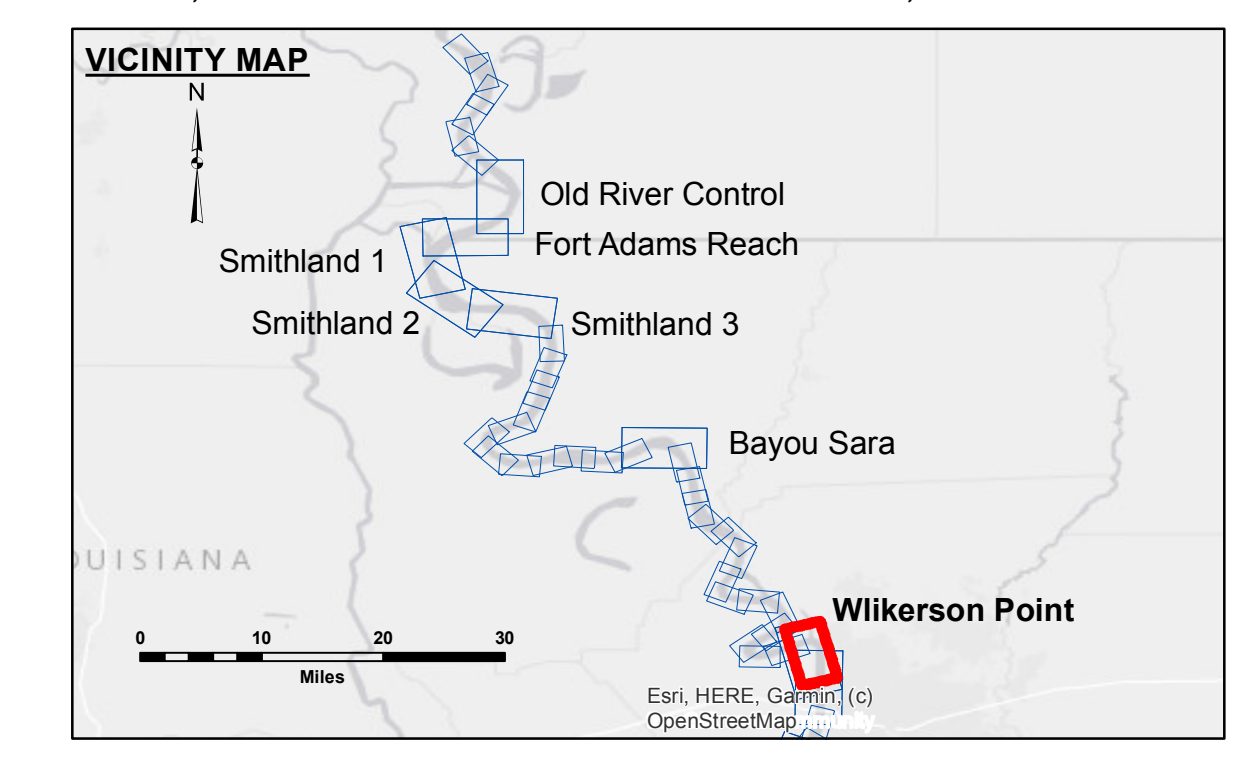 VICINITY MAP
N
Old River Control
Fort Adams Reach
Smithland 1
Smithland 2
Smithland 3
Bayou Sara
OUISIANA
Wlikerson Point
0 10 20 30
Miles
Esri, HERE, Garmin, (c)
OpenStreetMap